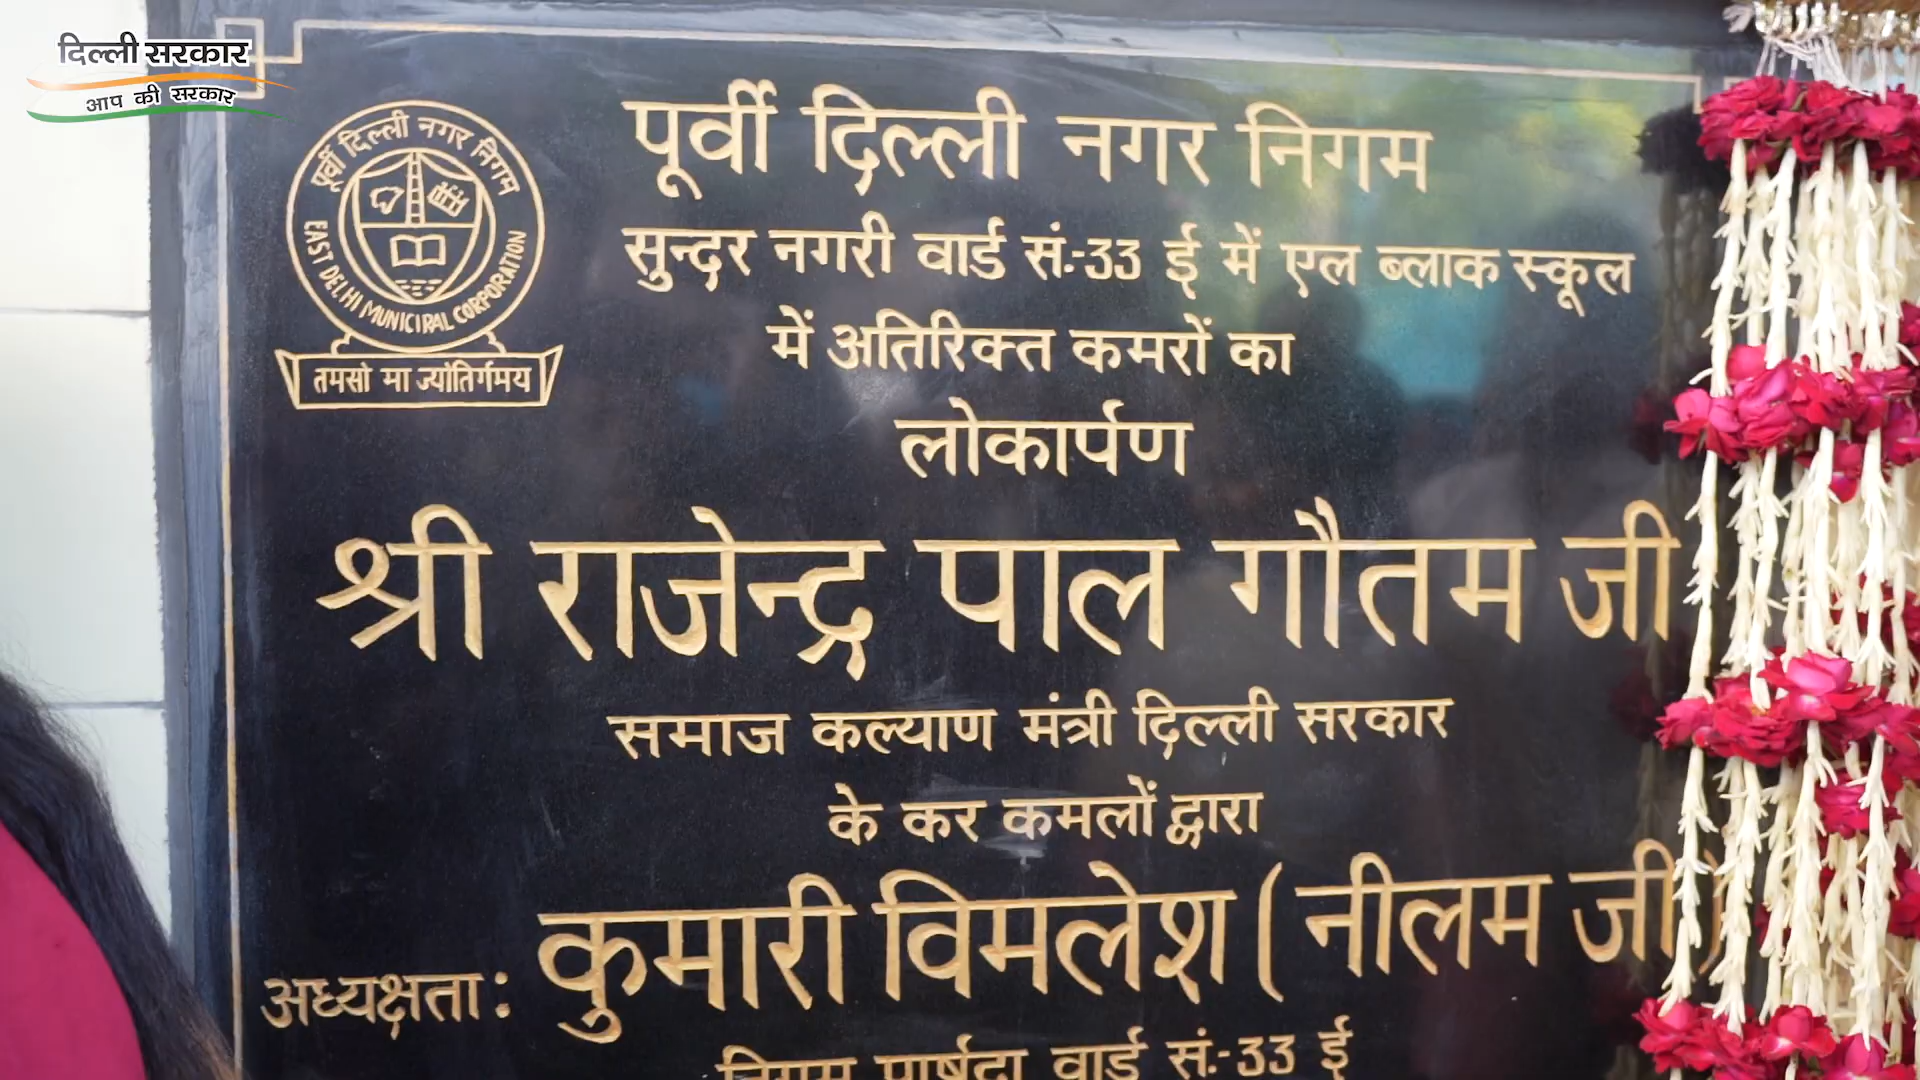 दिल्ली सरकार
आप की सरकार
पूर्वी दिल्ली नगर निगम
EAST DELHI MUNICIPAL CORPORATION
तमसो मा ज्योतिर्गमय
पूर्वी दिल्ली नगर निगम
सुन्दर नगरी वार्ड सं.-33 ई में एल ब्लाक स्कूल
में अतिरिक्त कमरों का
लोकार्पण
श्री राजेन्द्र पाल गौतम जी
समाज कल्याण मंत्री दिल्ली सरकार
के कर कमलों द्वारा
अध्यक्षता: कुमारी विमलेश (नीलम जी)
निगम पार्षदा वार्ड सं.-33 ई